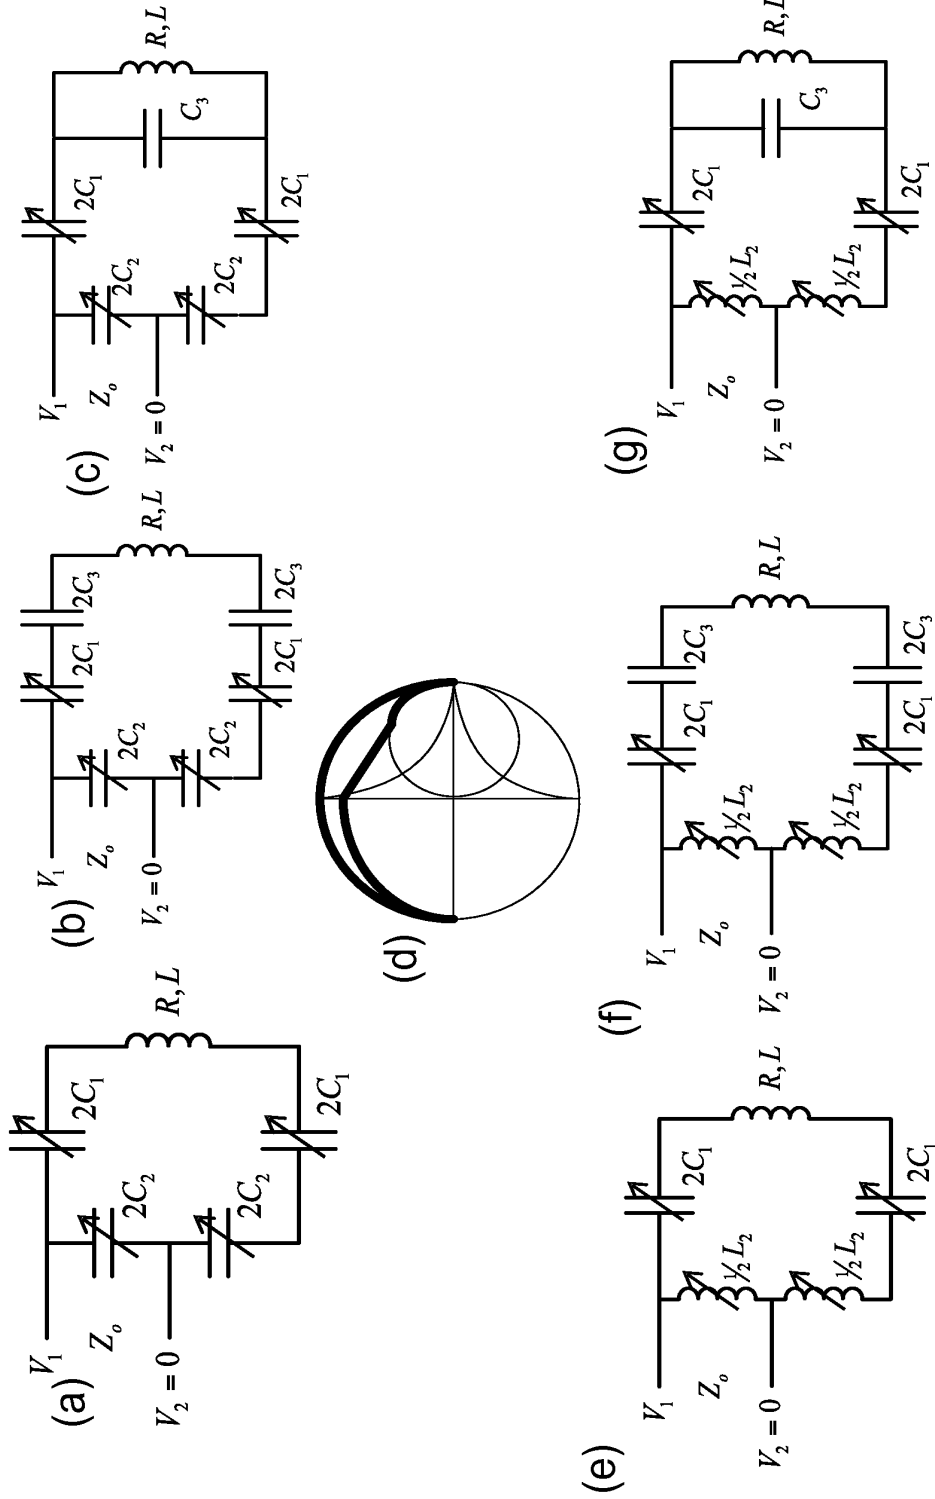 (a)
V₁
Zₒ
V₂ = 0
2C₂
2C₂
2C₁
2C₁
R,L
(b)
V₁
Zₒ
V₂ = 0
2C₂
2C₂
2C₁
2C₁
2C₃
2C₃
R,L
(c)
V₁
Zₒ
V₂ = 0
2C₂
2C₂
2C₁
2C₁
C₃
R,L
(d)
(e)
V₁
Zₒ
V₂ = 0
½L₂
½L₂
2C₁
2C₁
R,L
(f)
V₁
Zₒ
V₂ = 0
½L₂
½L₂
2C₁
2C₁
2C₃
2C₃
R,L
(g)
V₁
Zₒ
V₂ = 0
½L₂
½L₂
2C₁
2C₁
C₃
R,L